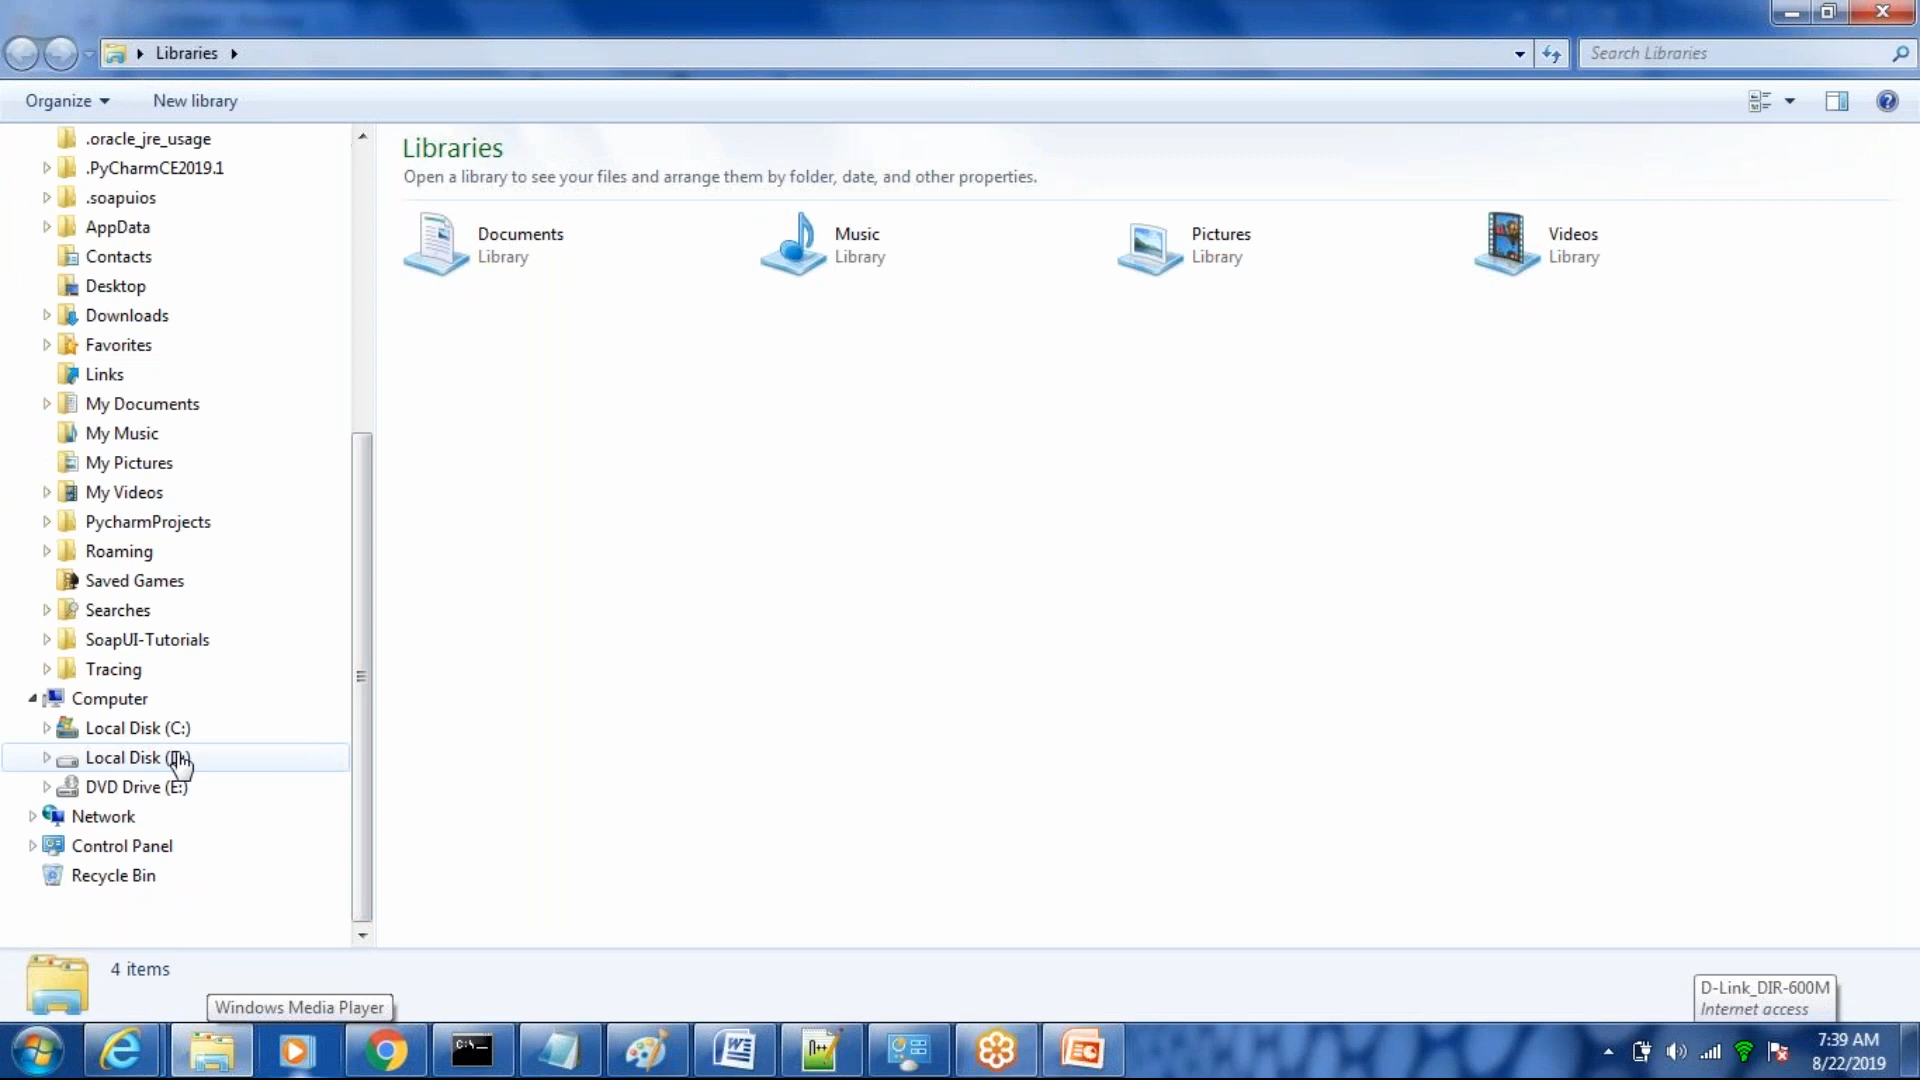 Libraries
Search Libraries
Organize
New library
.oracle_jre_usage
.PyCharmCE2019.1
.soapuios
AppData
Contacts
Desktop
Downloads
Favorites
Links
My Documents
My Music
My Pictures
My Videos
PycharmProjects
Roaming
Saved Games
Searches
SoapUI-Tutorials
Tracing
Computer
Local Disk (C:)
Local Disk
DVD Drive (E:)
Network
Control Panel
Recycle Bin
Libraries
Open a library to see your files and arrange them by folder, date, and other properties.
Documents
Library
Music
Library
Pictures
Library
Videos
Library
4 items
Windows Media Player
D-Link_DIR-600M
Internet access
C:\
7:39 AM
8/22/2019